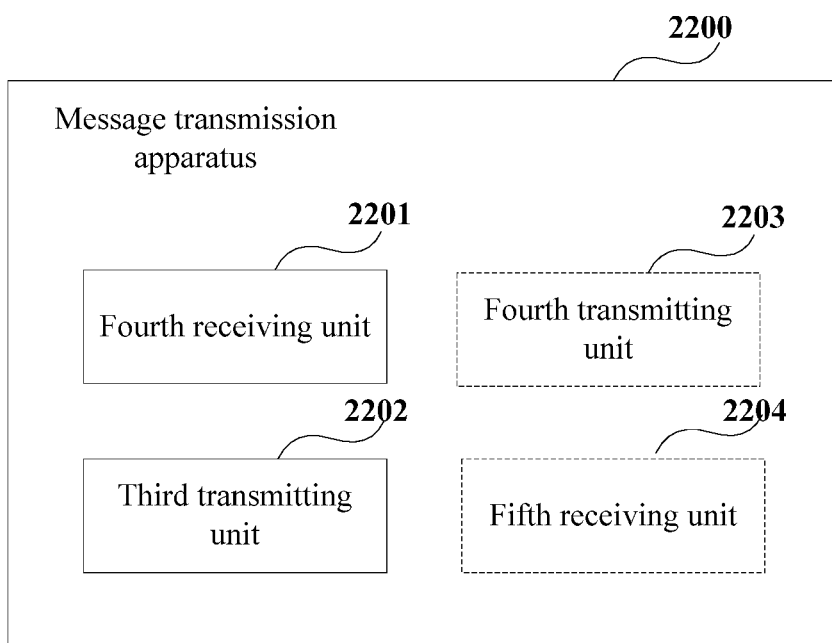 2200
Message transmission
apparatus
2201
2203
Fourth receiving unit
Fourth transmitting
unit
2202
2204
Third transmitting
unit
Fifth receiving unit